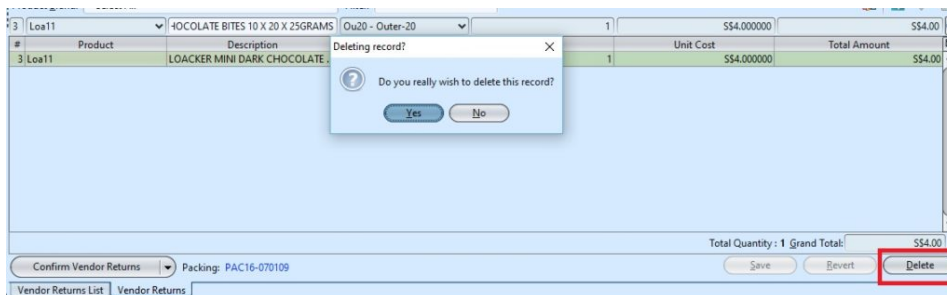 3 Loa11 HOCOLATE BITES 10 X 20 X 25GRAMS Ou20 - Outer-20 1 S$4.000000 S$4.00
# Product Description Unit Cost Total Amount
3 Loa11 LOACKER MINI DARK CHOCOLATE . 1 S$4.000000 S$4.00
Deleting record?
Do you really wish to delete this record?
Yes No
Total Quantity : 1 Grand Total: S$4.00
Confirm Vendor Returns Packing: PAC16-070109 Save Revert Delete
Vendor Returns List Vendor Returns